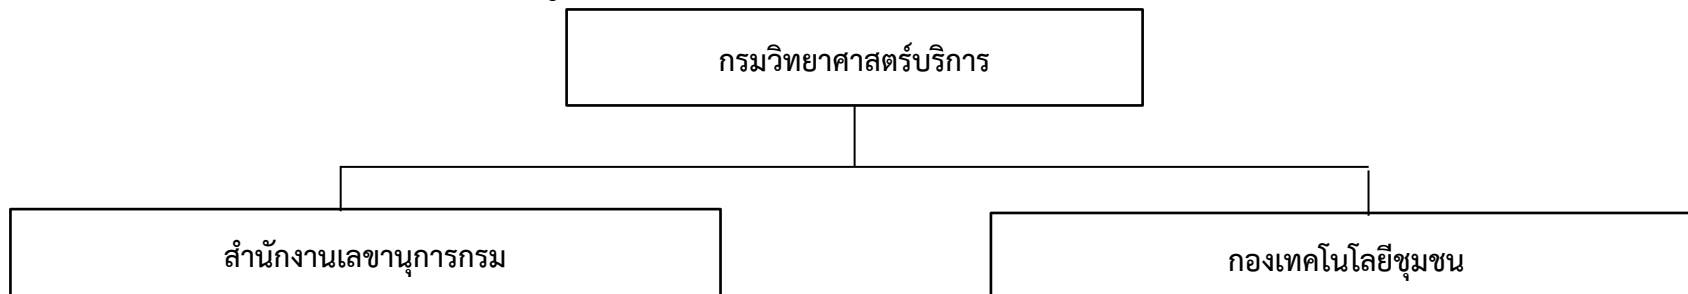 กรมวิทยาศาสตร์บริการ
สำนักงานเลขานุการกรม
กองเทคโนโลยีชุมชน